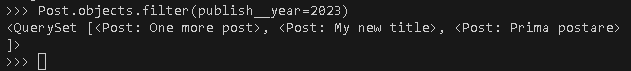 >>> Post.objects.filter(publish__year=2023)
<QuerySet [<Post: One more post>, <Post: My new title>, <Post: Prima postare>
]>
>>>